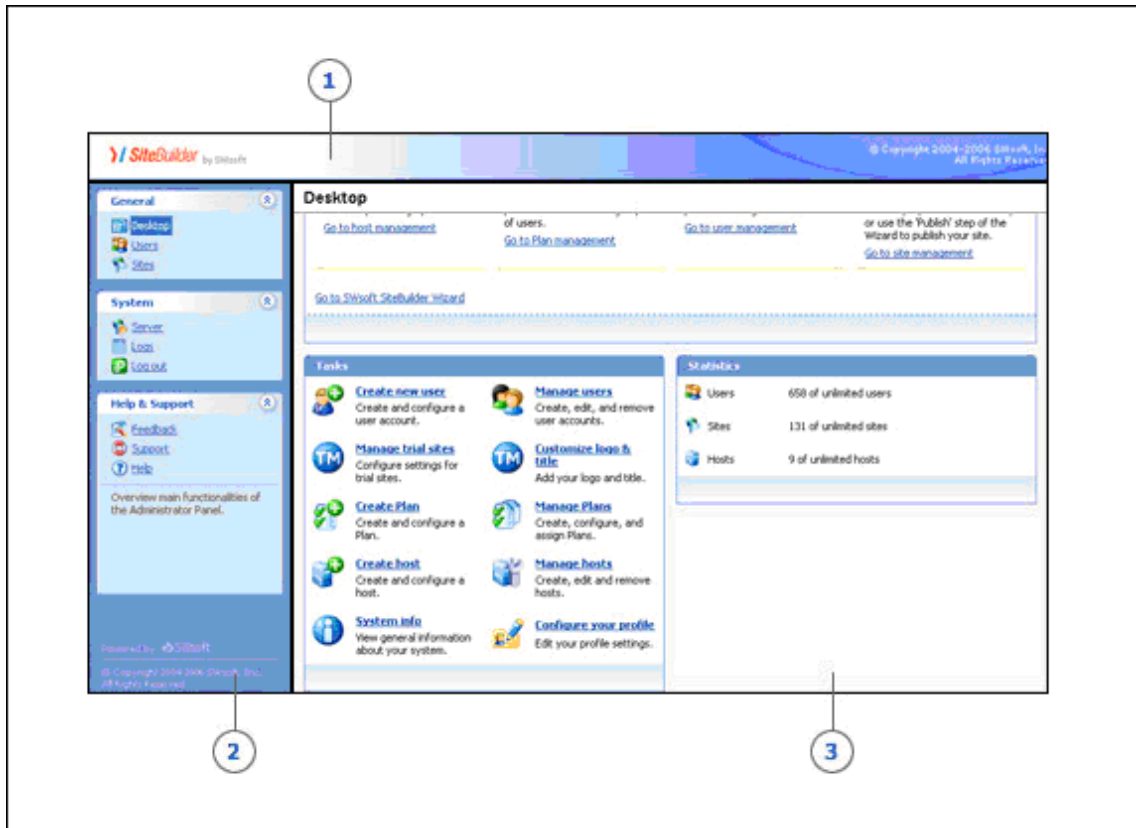 1
SiteBuilder by SWsoft
© Copyright 2004-2006 SWsoft, Inc
All Rights Reserve
General
Desktop
Users
Sites
System
Server
Logs
Log out
Help & Support
Feedback
Support
Help
Overview main functionalities of
the Administrator Panel.
Powered by SWsoft
© Copyright 2004-2006 SWsoft, Inc.
All Rights Reserved
Desktop
Go to host management
of users.
Go to Plan management
Go to user management
or use the 'Publish' step of the
Wizard to publish your site.
Go to site management
Go to SWsoft SiteBuilder Wizard
Tasks
Create new user
Create and configure a
user account.
Manage users
Create, edit, and remove
user accounts.
TM
Manage trial sites
Configure settings for
trial sites.
TM
Customize logo &
title
Add your logo and title.
Create Plan
Create and configure a
Plan.
Manage Plans
Create, configure, and
assign Plans.
Create host
Create and configure a
host.
Manage hosts
Create, edit and remove
hosts.
System info
View general information
about your system.
Configure your profile
Edit your profile settings.
Statistics
Users 658 of unlimited users
Sites 131 of unlimited sites
Hosts 9 of unlimited hosts
2
3